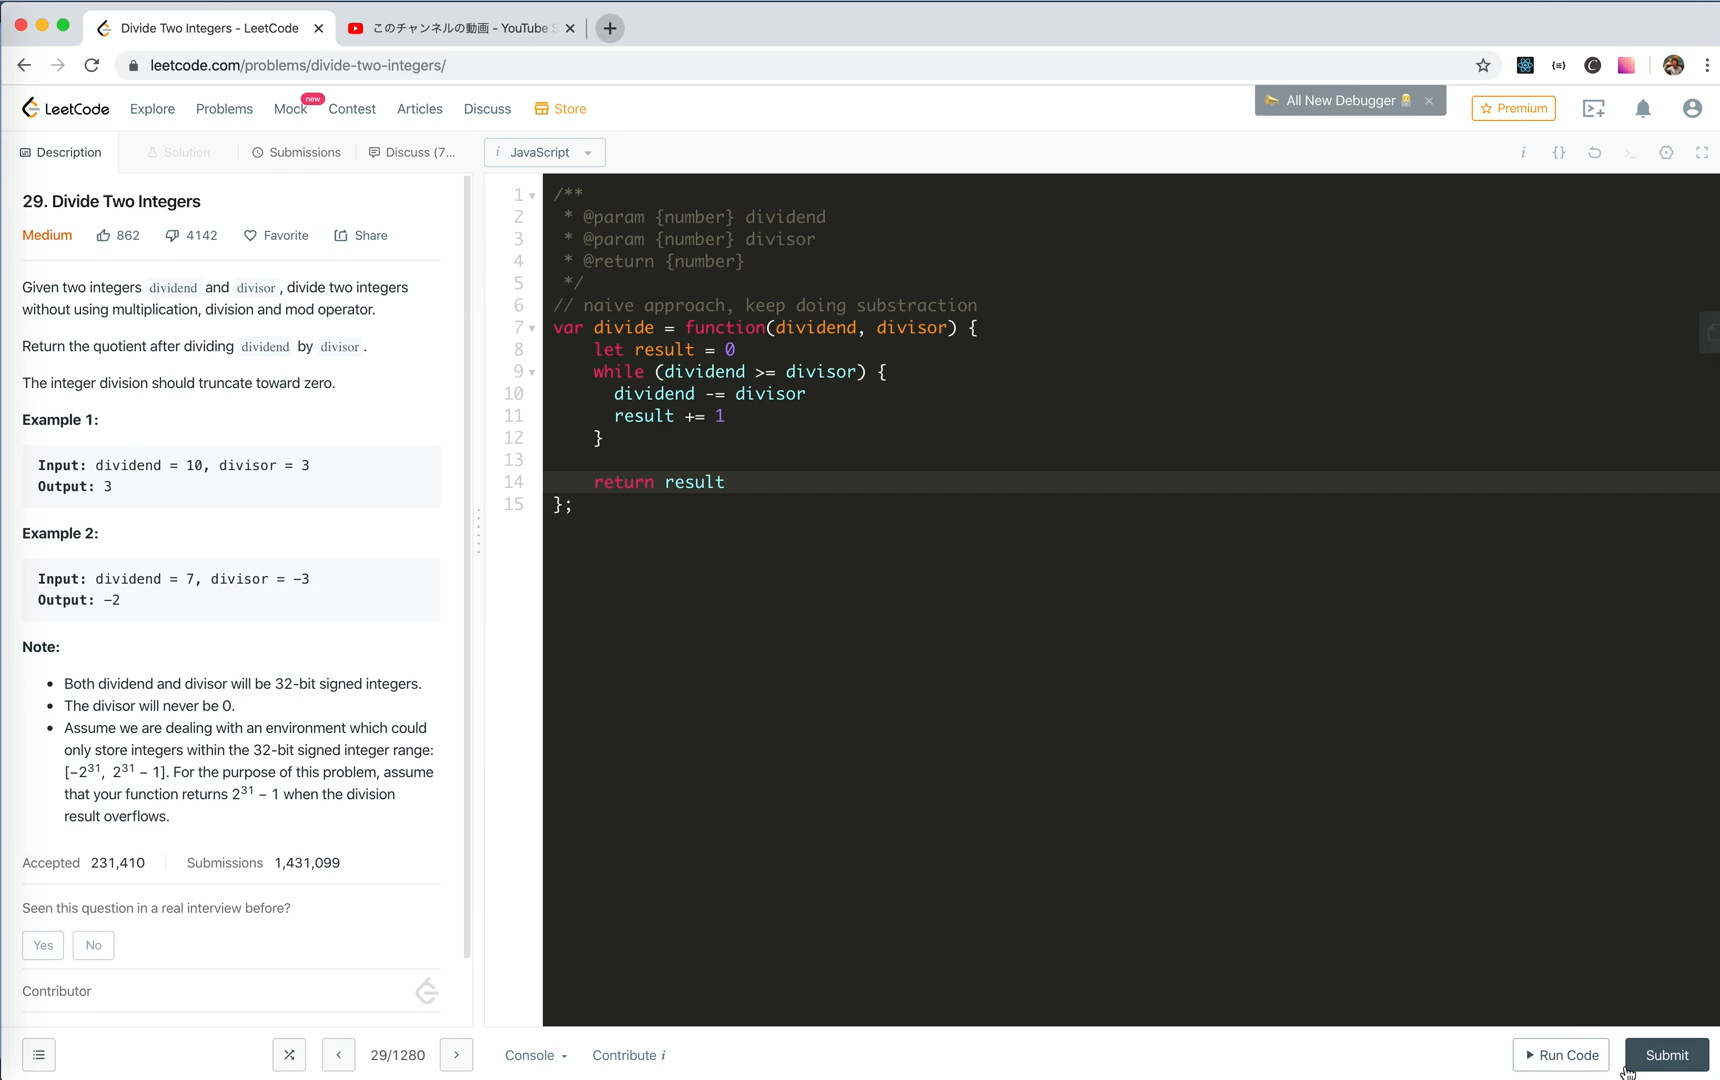 Divide Two Integers - LeetCode
このチャンネルの動画 - YouTube S
leetcode.com/problems/divide-two-integers/
LeetCode Explore Problems Mock new Contest Articles Discuss Store
All New Debugger
Premium
Description Solution Submissions Discuss (7...
i JavaScript
29. Divide Two Integers
Medium 862 4142 Favorite Share
Given two integers dividend and divisor, divide two integers
without using multiplication, division and mod operator.
Return the quotient after dividing dividend by divisor.
The integer division should truncate toward zero.
Example 1:
Input: dividend = 10, divisor = 3
Output: 3
Example 2:
Input: dividend = 7, divisor = -3
Output: -2
Note:
• Both dividend and divisor will be 32-bit signed integers.
• The divisor will never be 0.
• Assume we are dealing with an environment which could
only store integers within the 32-bit signed integer range:
[−2³¹, 2³¹ − 1]. For the purpose of this problem, assume
that your function returns 2³¹ − 1 when the division
result overflows.
Accepted 231,410 Submissions 1,431,099
Seen this question in a real interview before?
Yes No
Contributor
1 /**
2 * @param {number} dividend
3 * @param {number} divisor
4 * @return {number}
5 */
6 // naive approach, keep doing substraction
7 var divide = function(dividend, divisor) {
8 let result = 0
9 while (dividend >= divisor) {
10 dividend -= divisor
11 result += 1
12 }
13
14 return result
15 };
29/1280
Console Contribute i
Run Code Submit